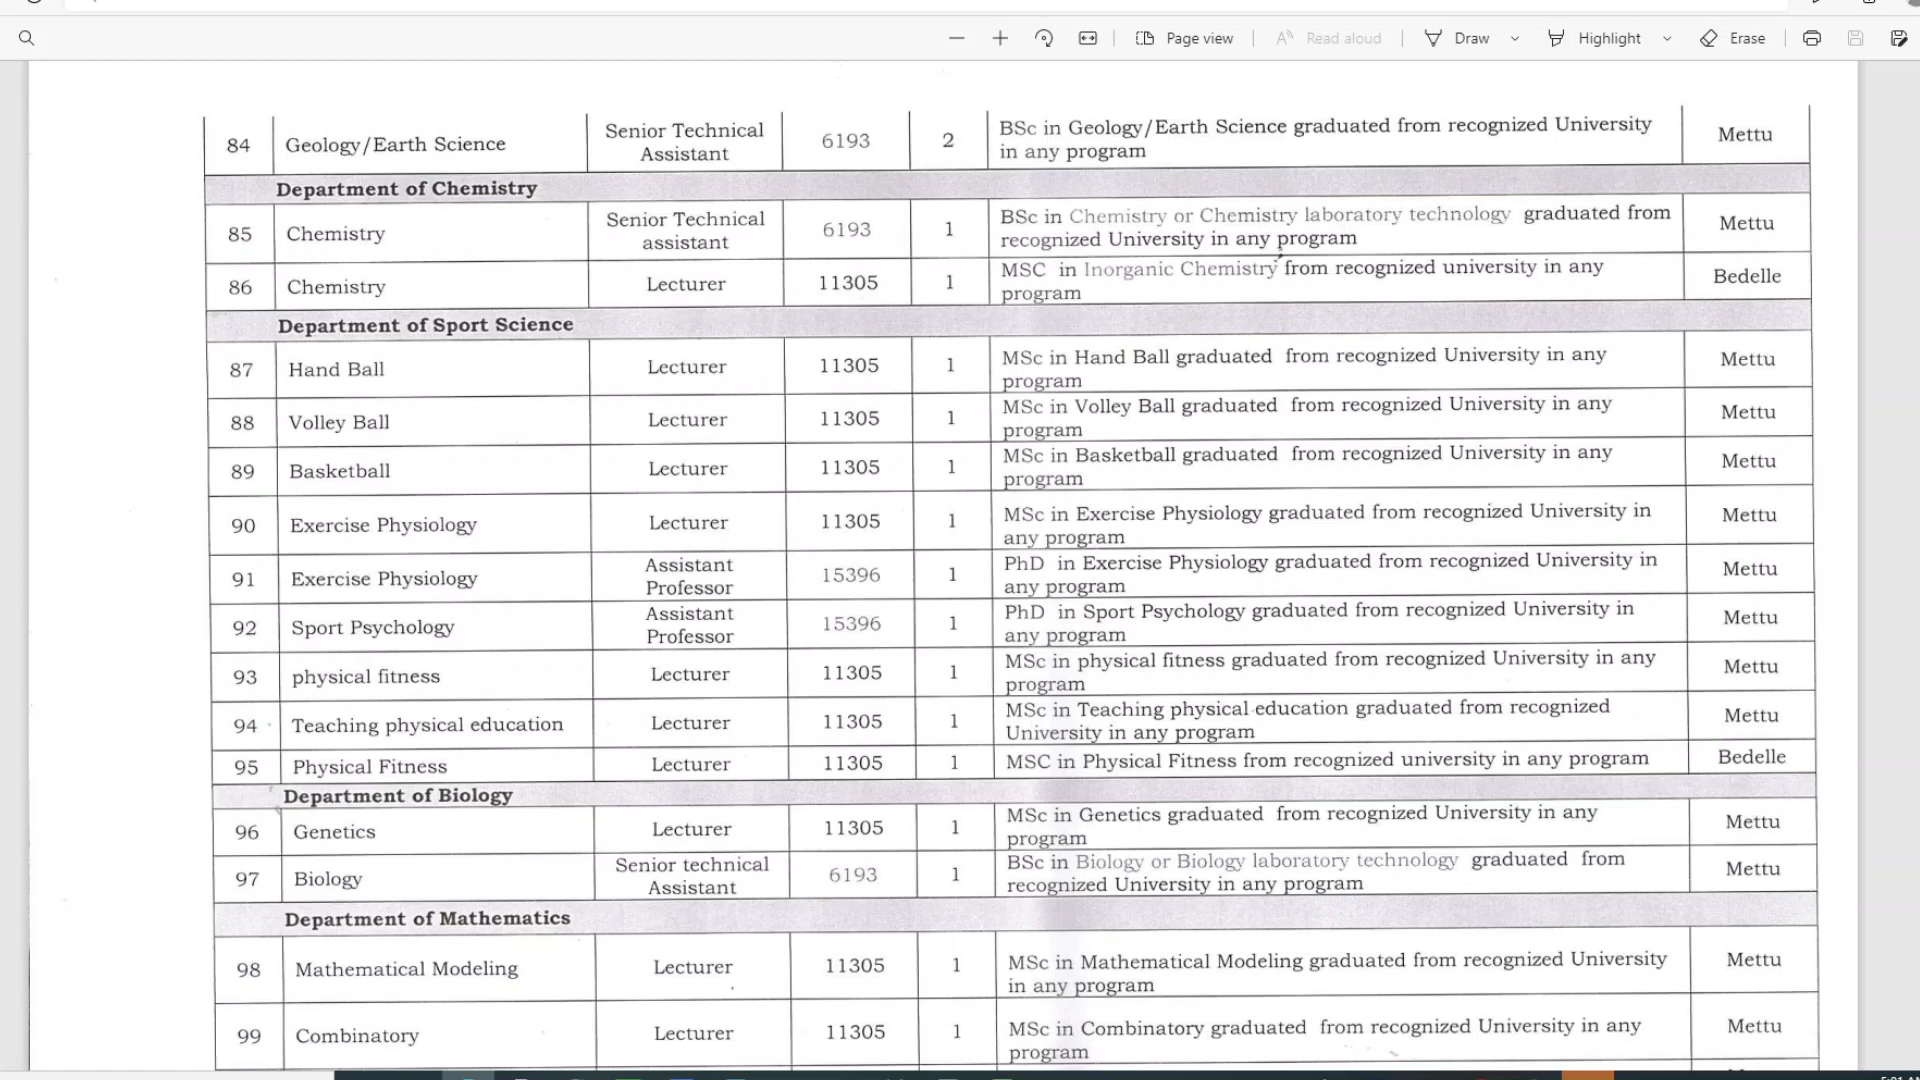 Page view
Read aloud
Draw
Highlight
Erase
84 Geology/Earth Science Senior Technical Assistant 6193 2 BSc in Geology/Earth Science graduated from recognized University in any program Mettu
Department of Chemistry
85 Chemistry Senior Technical assistant 6193 1 BSc in Chemistry or Chemistry laboratory technology graduated from recognized University in any program Mettu
86 Chemistry Lecturer 11305 1 MSC in Inorganic Chemistry from recognized university in any program Bedelle
Department of Sport Science
87 Hand Ball Lecturer 11305 1 MSc in Hand Ball graduated from recognized University in any program Mettu
88 Volley Ball Lecturer 11305 1 MSc in Volley Ball graduated from recognized University in any program Mettu
89 Basketball Lecturer 11305 1 MSc in Basketball graduated from recognized University in any program Mettu
90 Exercise Physiology Lecturer 11305 1 MSc in Exercise Physiology graduated from recognized University in any program Mettu
91 Exercise Physiology Assistant Professor 15396 1 PhD in Exercise Physiology graduated from recognized University in any program Mettu
92 Sport Psychology Assistant Professor 15396 1 PhD in Sport Psychology graduated from recognized University in any program Mettu
93 physical fitness Lecturer 11305 1 MSc in physical fitness graduated from recognized University in any program Mettu
94 Teaching physical education Lecturer 11305 1 MSc in Teaching physical education graduated from recognized University in any program Mettu
95 Physical Fitness Lecturer 11305 1 MSC in Physical Fitness from recognized university in any program Bedelle
Department of Biology
96 Genetics Lecturer 11305 1 MSc in Genetics graduated from recognized University in any program Mettu
97 Biology Senior technical Assistant 6193 1 BSc in Biology or Biology laboratory technology graduated from recognized University in any program Mettu
Department of Mathematics
98 Mathematical Modeling Lecturer 11305 1 MSc in Mathematical Modeling graduated from recognized University in any program Mettu
99 Combinatory Lecturer 11305 1 MSc in Combinatory graduated from recognized University in any program Mettu